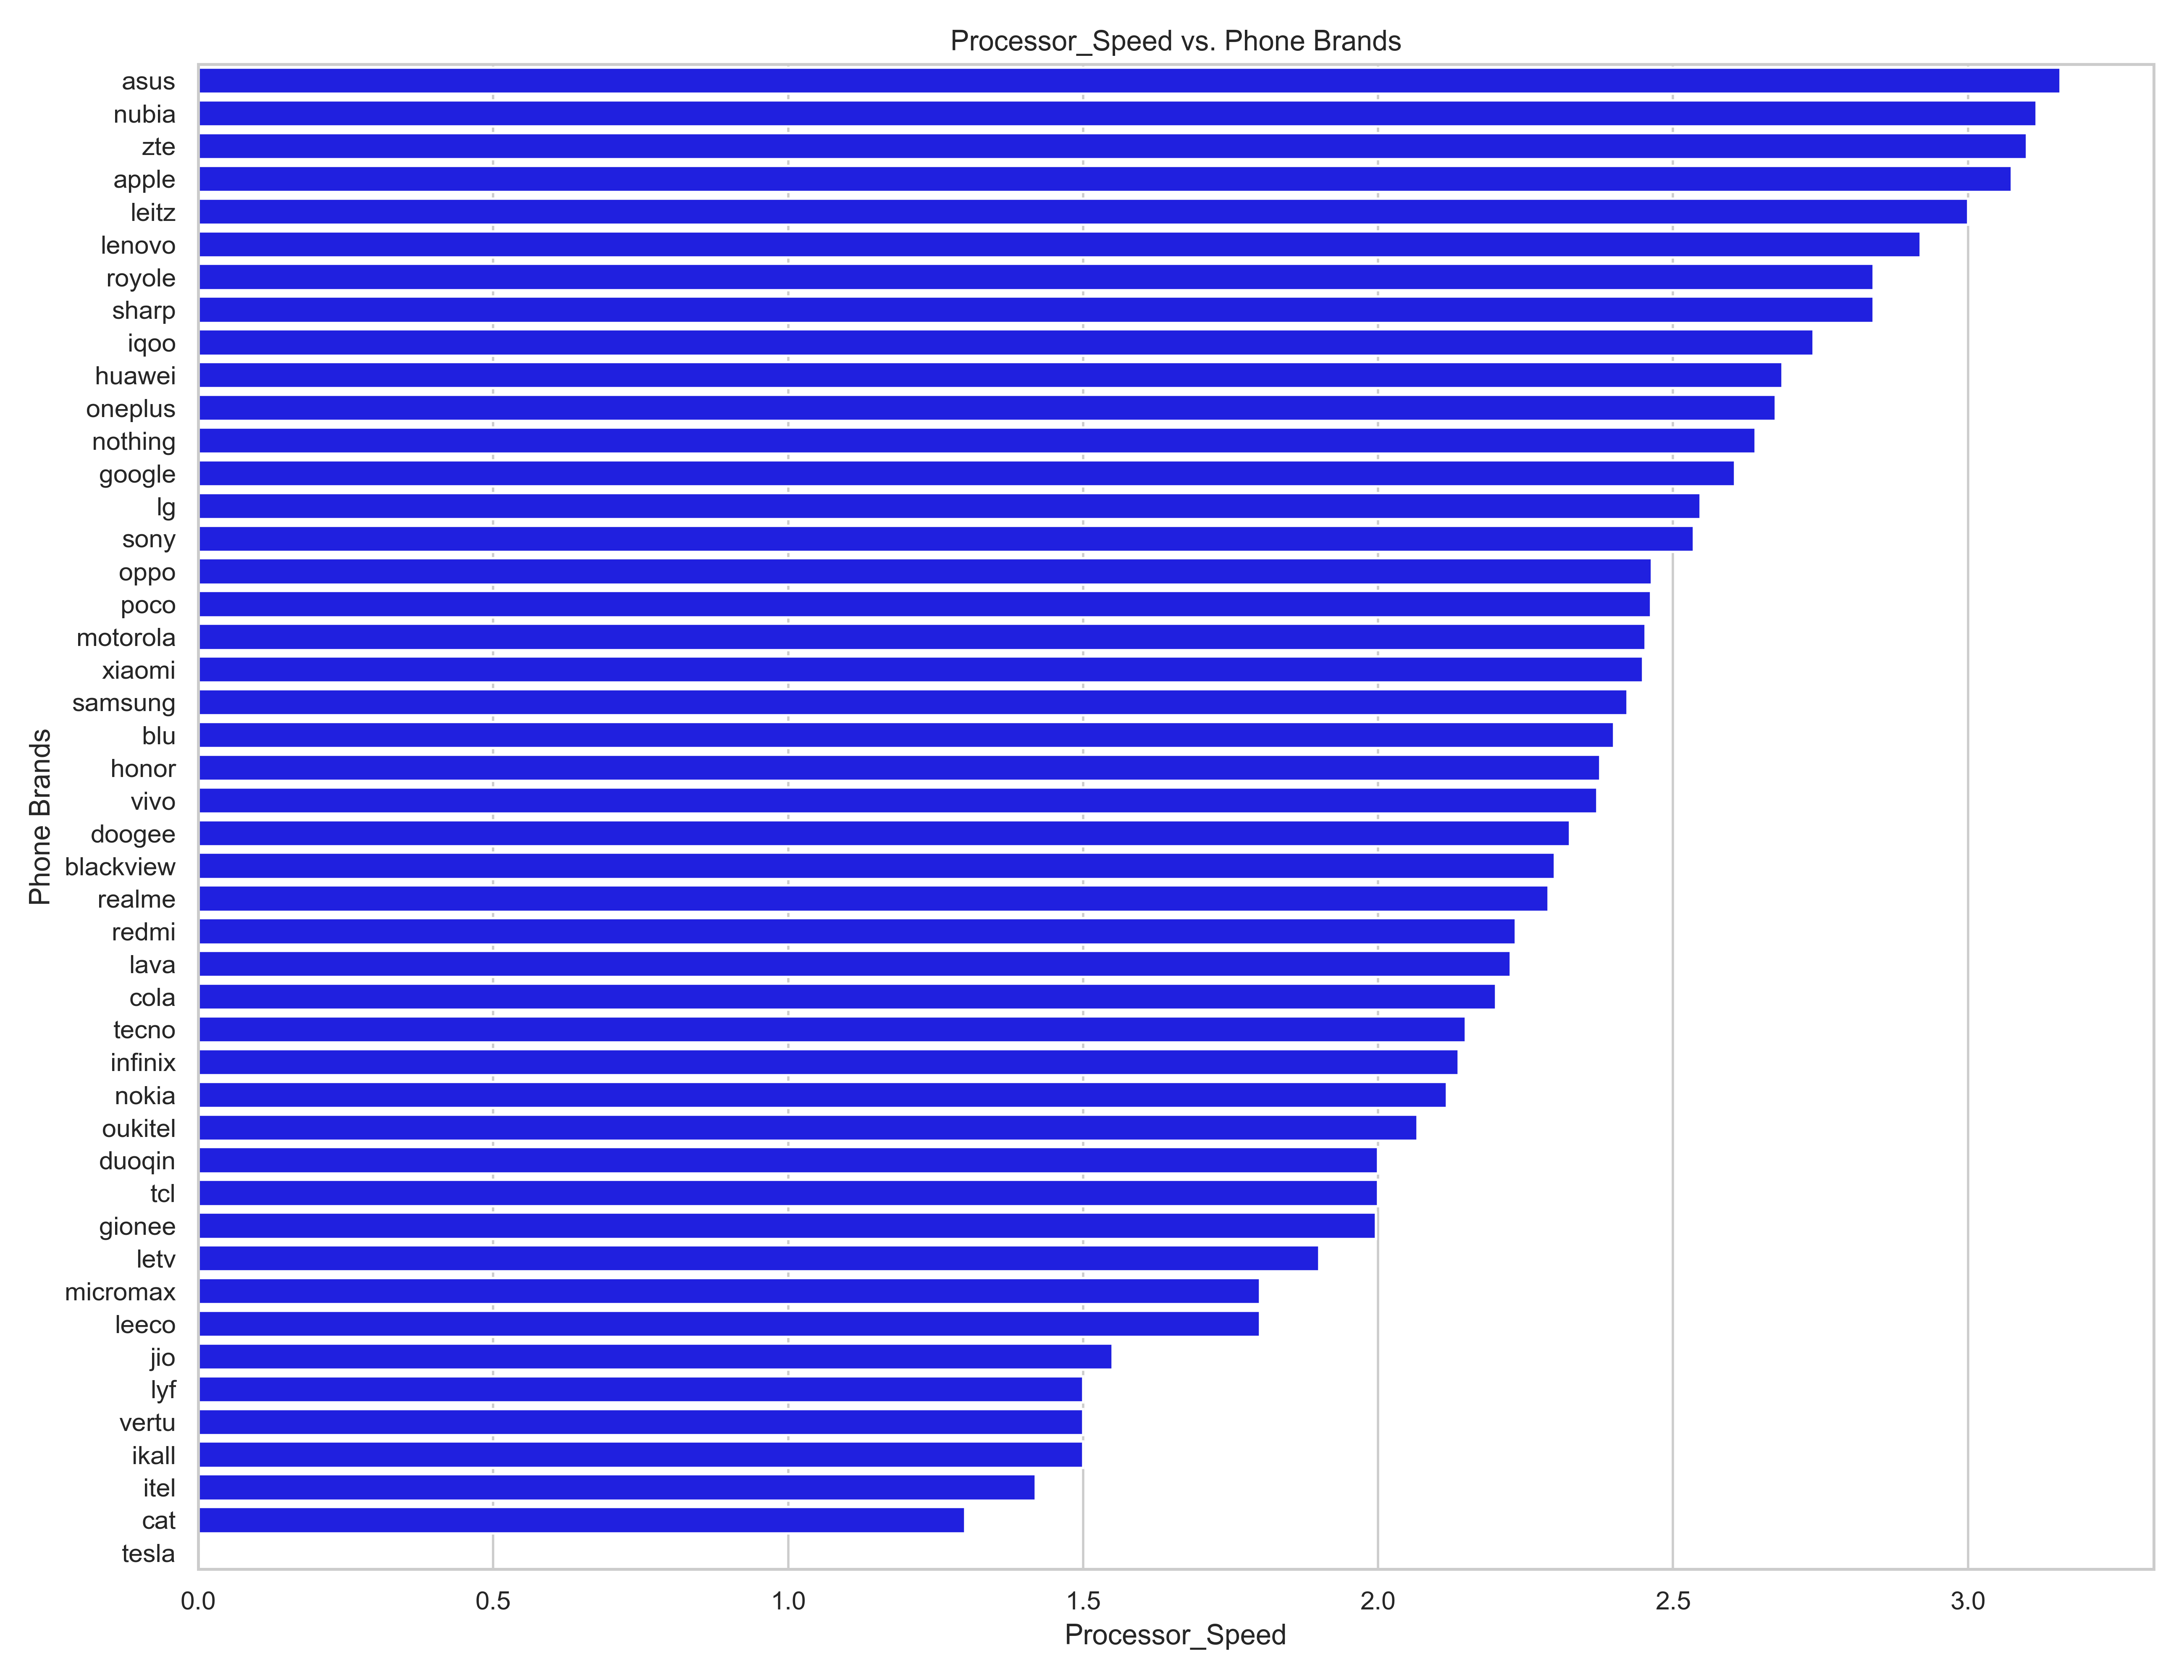 Processor_Speed vs. Phone Brands
asus
nubia
zte
apple
leitz
lenovo
royole
sharp
iqoo
huawei
oneplus
nothing
google
lg
sony
oppo
poco
motorola
xiaomi
samsung
blu
honor
vivo
doogee
blackview
realme
redmi
lava
cola
tecno
infinix
nokia
oukitel
duoqin
tcl
gionee
letv
micromax
leeco
jio
lyf
vertu
ikall
itel
cat
tesla
Phone Brands
0.0 0.5 1.0 1.5 2.0 2.5 3.0
Processor_Speed